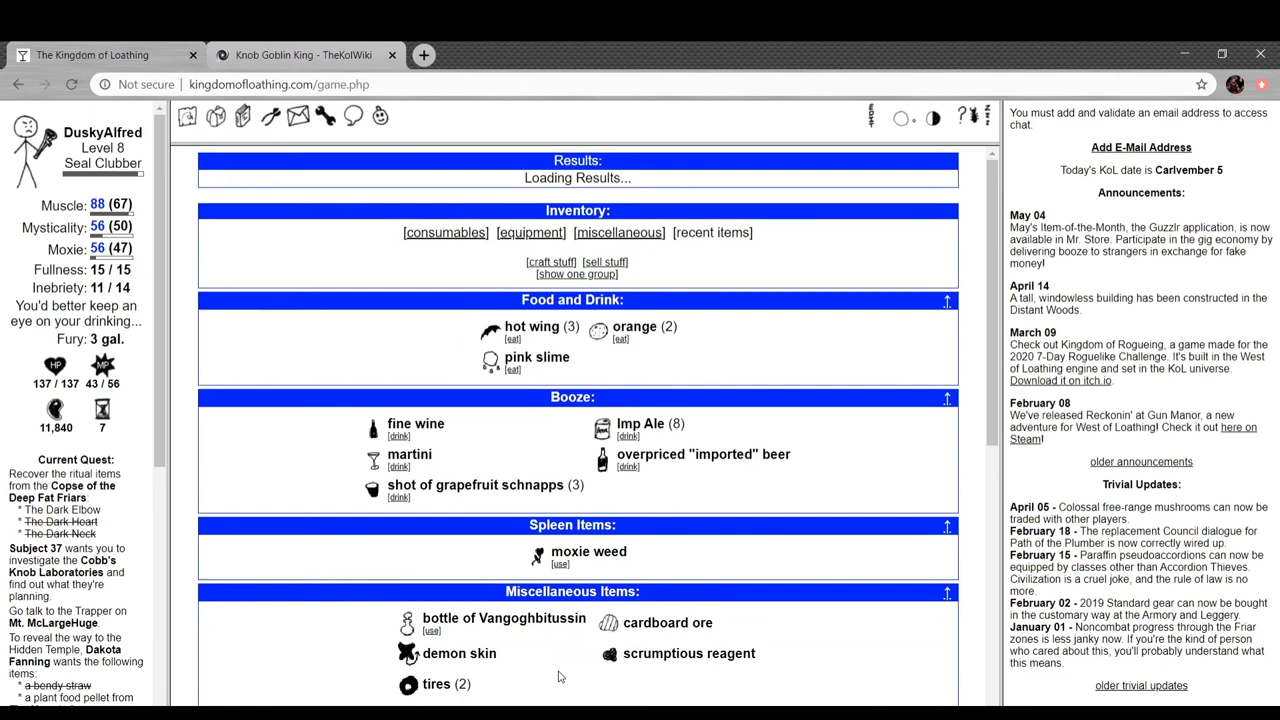 The Kingdom of Loathing
Knob Goblin King - TheKolWiki
Not secure | kingdomofloathing.com/game.php
DuskyAlfred
Level 8
Seal Clubber
Muscle: 88 (67)
Mysticality: 56 (50)
Moxie: 56 (47)
Fullness: 15 / 15
Inebriety: 11 / 14
You'd better keep an
eye on your drinking...
Fury: 3 gal.
HP
MP
137 / 137 43 / 56
11,840 7
Current Quest:
Recover the ritual items
from the Copse of the
Deep Fat Friars:
* The Dark Elbow
* The Dark Heart
* The Dark Neck
Subject 37 wants you to
investigate the Cobb's
Knob Laboratories and
find out what they're
planning.
Go talk to the Trapper on
Mt. McLargeHuge.
To reveal the way to the
Hidden Temple, Dakota
Fanning wants the following
items:
* a bendy straw
* a plant food pellet from
Results:
Loading Results...
Inventory:
[consumables] [equipment] [miscellaneous] [recent items]
[craft stuff] [sell stuff]
[show one group]
Food and Drink:
hot wing (3) orange (2)
[eat] [eat]
pink slime
[eat]
Booze:
fine wine Imp Ale (8)
[drink] [drink]
martini overpriced "imported" beer
[drink] [drink]
shot of grapefruit schnapps (3)
[drink]
Spleen Items:
moxie weed
[use]
Miscellaneous Items:
bottle of Vangoghbitussin cardboard ore
[use]
demon skin scrumptious reagent
tires (2)
You must add and validate an email address to access
chat.
Add E-Mail Address
Today's KoL date is Carlvember 5
Announcements:
May 04
May's Item-of-the-Month, the Guzzlr application, is now
available in Mr. Store. Participate in the gig economy by
delivering booze to strangers in exchange for fake
money!
April 14
A tall, windowless building has been constructed in the
Distant Woods.
March 09
Check out Kingdom of Rogueing, a game made for the
2020 7-Day Roguelike Challenge. It's built in the West
of Loathing engine and set in the KoL universe.
Download it on itch.io.
February 08
We've released Reckonin' at Gun Manor, a new
adventure for West of Loathing! Check it out here on
Steam!
older announcements
Trivial Updates:
April 05 - Colossal free-range mushrooms can now be
traded with other players.
February 18 - The replacement Council dialogue for
Path of the Plumber is now correctly wired up.
February 15 - Paraffin pseudoaccordions can now be
equipped by classes other than Accordion Thieves.
Civilization is a cruel joke, and the rule of law is no
more.
February 02 - 2019 Standard gear can now be bought
in the customary way at the Armory and Leggery.
January 01 - Noncombat progress through the Friar
zones is less janky now. If you're the kind of person
who cared about this, you'll probably understand what
this means.
older trivial updates